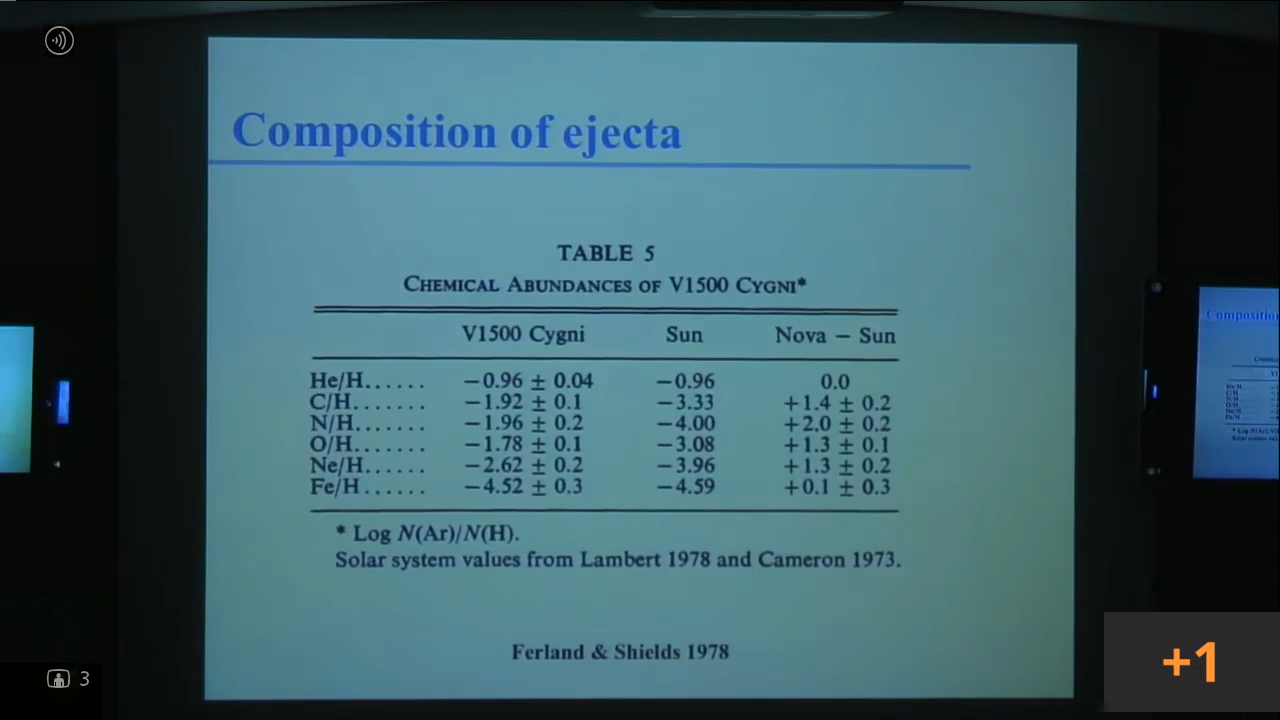 Composition of ejecta
TABLE 5
CHEMICAL ABUNDANCES OF V1500 CYGNI*
V1500 Cygni Sun Nova − Sun
He/H...... −0.96 ± 0.04 −0.96 0.0
C/H....... −1.92 ± 0.1 −3.33 +1.4 ± 0.2
N/H....... −1.96 ± 0.2 −4.00 +2.0 ± 0.2
O/H....... −1.78 ± 0.1 −3.08 +1.3 ± 0.1
Ne/H...... −2.62 ± 0.2 −3.96 +1.3 ± 0.2
Fe/H...... −4.52 ± 0.3 −4.59 +0.1 ± 0.3
* Log N(Ar)/N(H).
Solar system values from Lambert 1978 and Cameron 1973.
Ferland & Shields 1978
3
+1